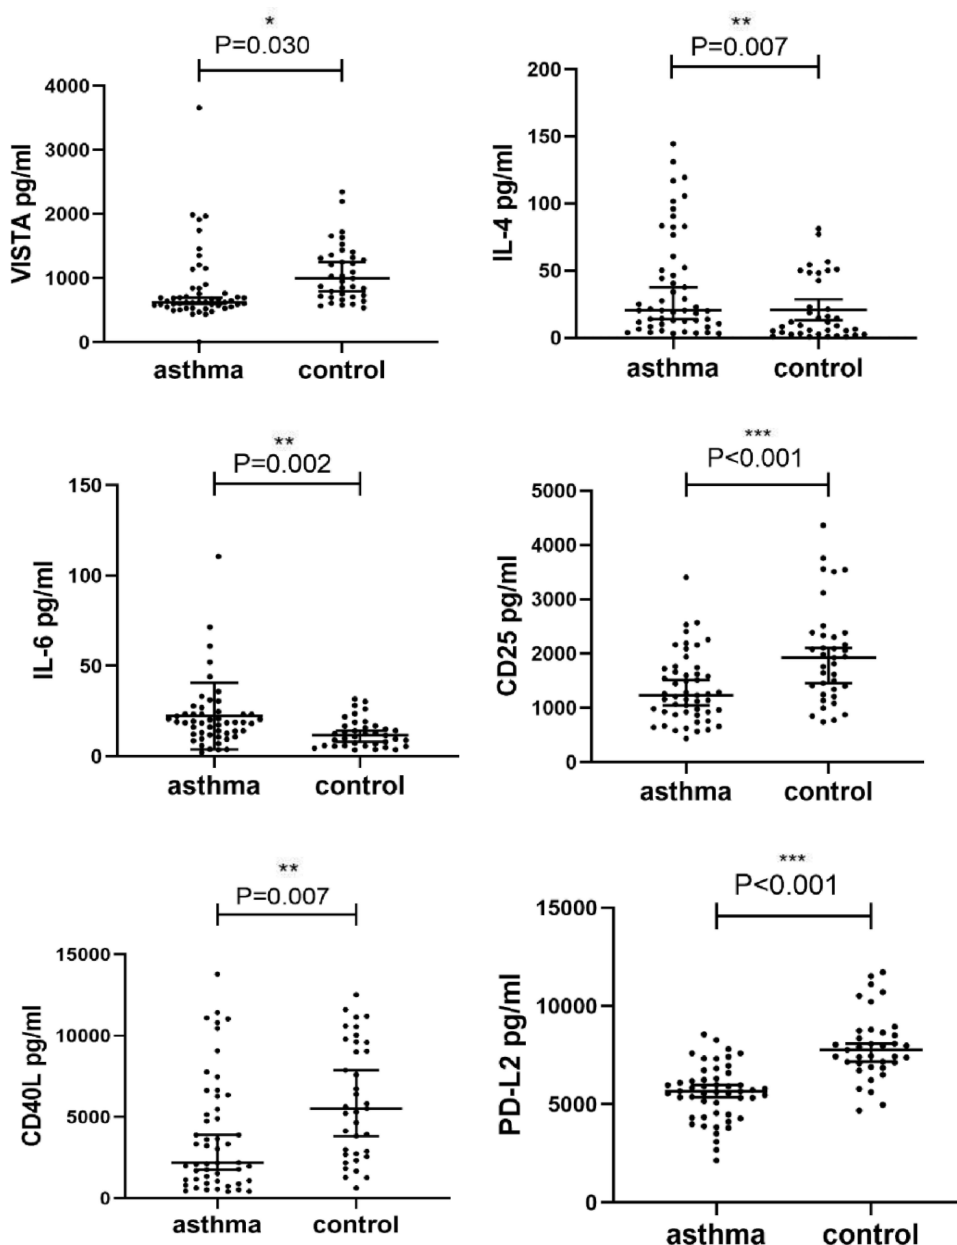 *
P=0.030
VISTA pg/ml
4000
3000
2000
1000
0
asthma control
**
P=0.007
IL-4 pg/ml
200
150
100
50
0
asthma control
**
P=0.002
IL-6 pg/ml
150
100
50
0
asthma control
***
P<0.001
CD25 pg/ml
5000
4000
3000
2000
1000
0
asthma control
**
P=0.007
CD40L pg/ml
15000
10000
5000
0
asthma control
***
P<0.001
PD-L2 pg/ml
15000
10000
5000
0
asthma control